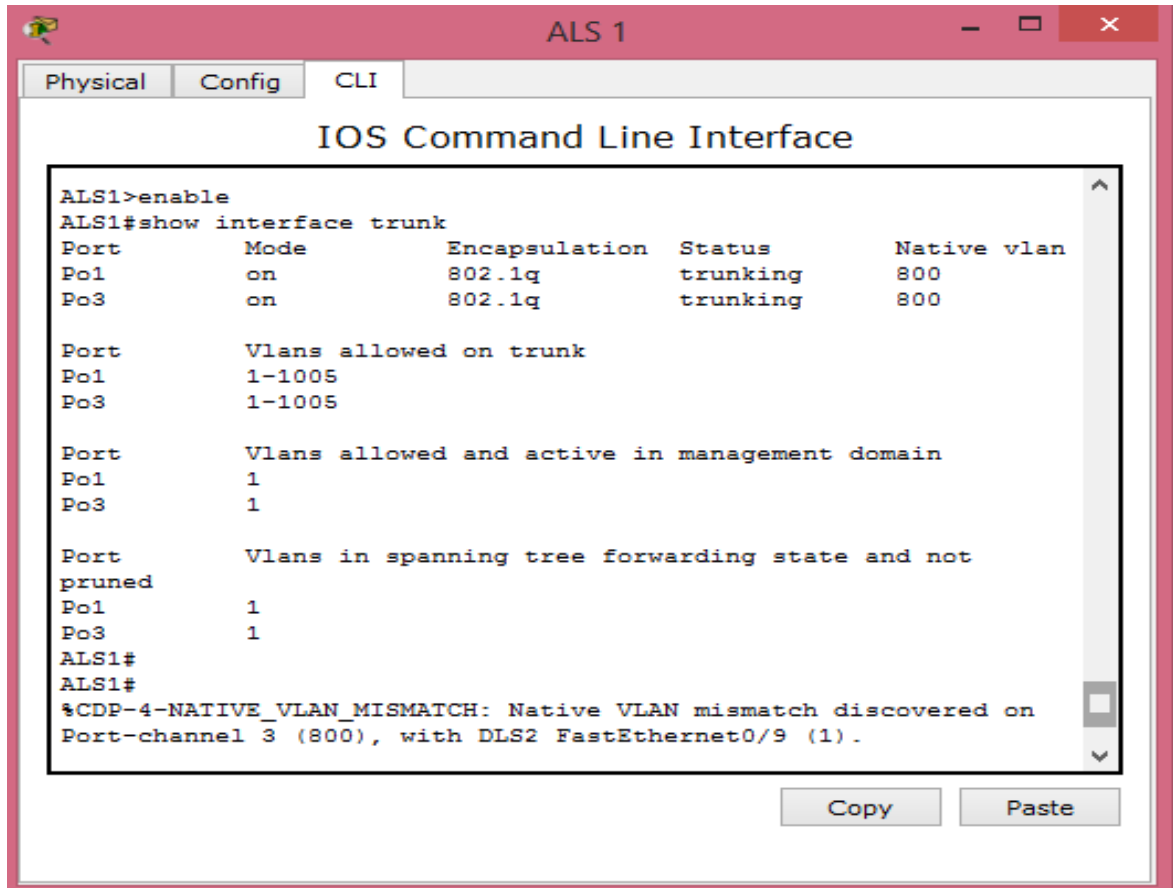 ALS 1
Physical Config CLI
IOS Command Line Interface
ALS1>enable
ALS1#show interface trunk
Port Mode Encapsulation Status Native vlan
Po1 on 802.1q trunking 800
Po3 on 802.1q trunking 800
Port Vlans allowed on trunk
Po1 1-1005
Po3 1-1005
Port Vlans allowed and active in management domain
Po1 1
Po3 1
Port Vlans in spanning tree forwarding state and not
pruned
Po1 1
Po3 1
ALS1#
ALS1#
%CDP-4-NATIVE_VLAN_MISMATCH: Native VLAN mismatch discovered on
Port-channel 3 (800), with DLS2 FastEthernet0/9 (1).
Copy Paste